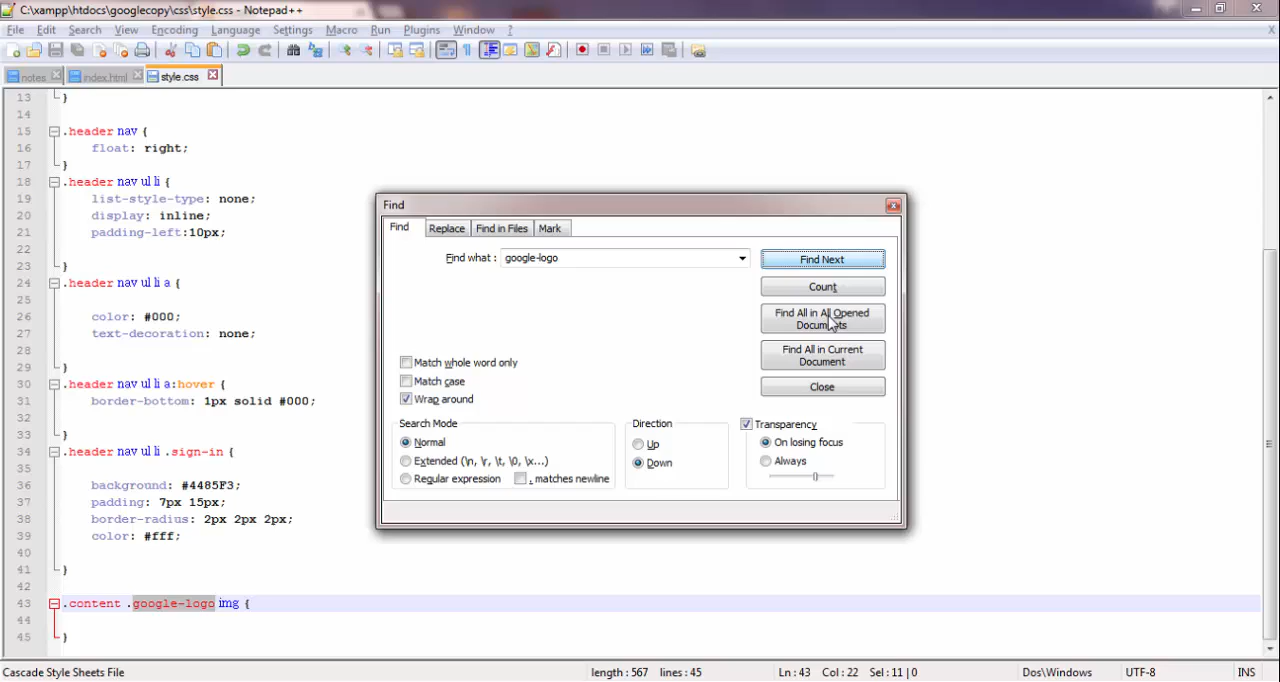 C:\xampp\htdocs\googlecopy\css\style.css - Notepad++
File Edit Search View Encoding Language Settings Macro Run Plugins Window ? X
notes index.html style.css
13 }
14
15 .header nav {
16 float: right;
17 }
18 .header nav ul li {
19 list-style-type: none;
20 display: inline;
21 padding-left:10px;
22
23 }
24 .header nav ul li a {
25
26 color: #000;
27 text-decoration: none;
28
29 }
30 .header nav ul li a:hover {
31 border-bottom: 1px solid #000;
32
33 }
34 .header nav ul li .sign-in {
35
36 background: #4485F3;
37 padding: 7px 15px;
38 border-radius: 2px 2px 2px;
39 color: #fff;
40
41 }
42
43 .content .google-logo img {
44
45 }
Find
Find Replace Find in Files Mark
Find what : google-logo
Find Next
Count
Find All in All Opened
Documents
Find All in Current
Document
Close
Match whole word only
Match case
Wrap around
Search Mode
Normal
Extended (\n, \r, \t, \0, \x...)
Regular expression . matches newline
Direction
Up
Down
Transparency
On losing focus
Always
Cascade Style Sheets File length : 567 lines : 45 Ln : 43 Col : 22 Sel : 11 | 0 Dos\Windows UTF-8 INS